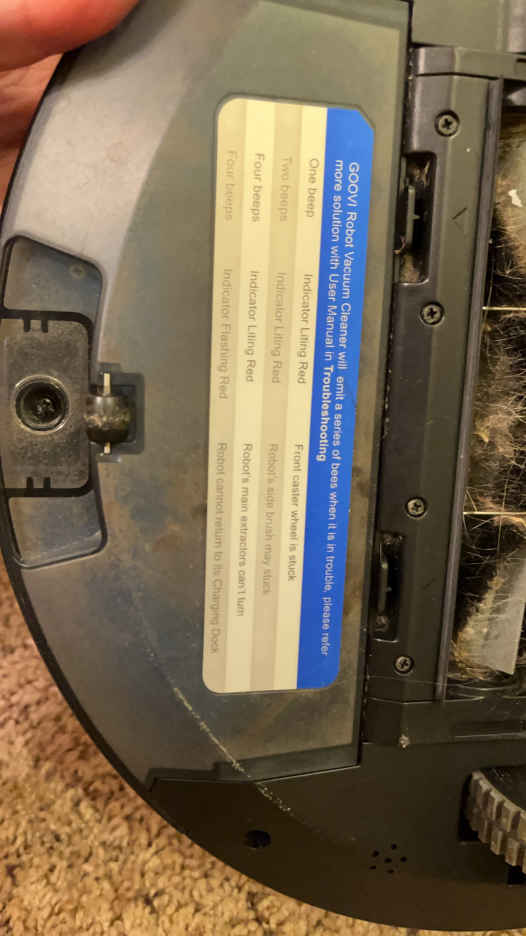 GOOVI Robot Vacuum Cleaner will emit a series of bees when it is in trouble, please refer
more solution with User Manual in Troubleshooting
One beep Indicator Liting Red Front caster wheel is stuck
Two beeps Indicator Liting Red Robot's side brush may stuck
Four beeps Indicator Liting Red Robot's main extractors can't turn
Four beeps Indicator Flashing Red Robot cannot return to its Charging Dock